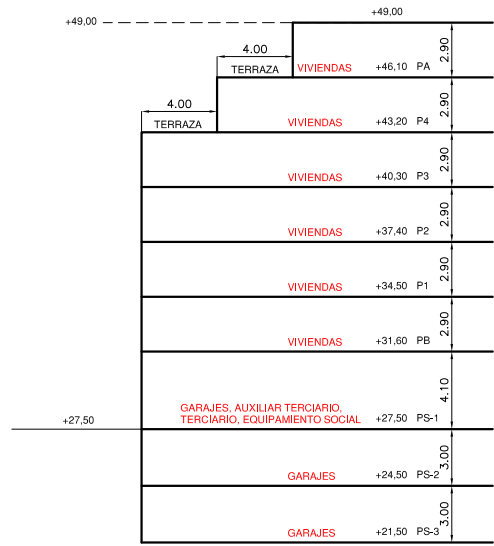 +49,00
+49,00
4.00
2.90
TERRAZA
VIVIENDAS
+46,10 PA
4.00
2.90
TERRAZA
VIVIENDAS
+43,20 P4
2.90
VIVIENDAS
+40,30 P3
2.90
VIVIENDAS
+37,40 P2
2.90
VIVIENDAS
+34,50 P1
2.90
VIVIENDAS
+31,60 PB
4.10
GARAJES, AUXILIAR TERCIARIO,
TERCIARIO, EQUIPAMIENTO SOCIAL
+27,50 PS-1
+27,50
3.00
GARAJES
+24,50 PS-2
3.00
GARAJES
+21,50 PS-3